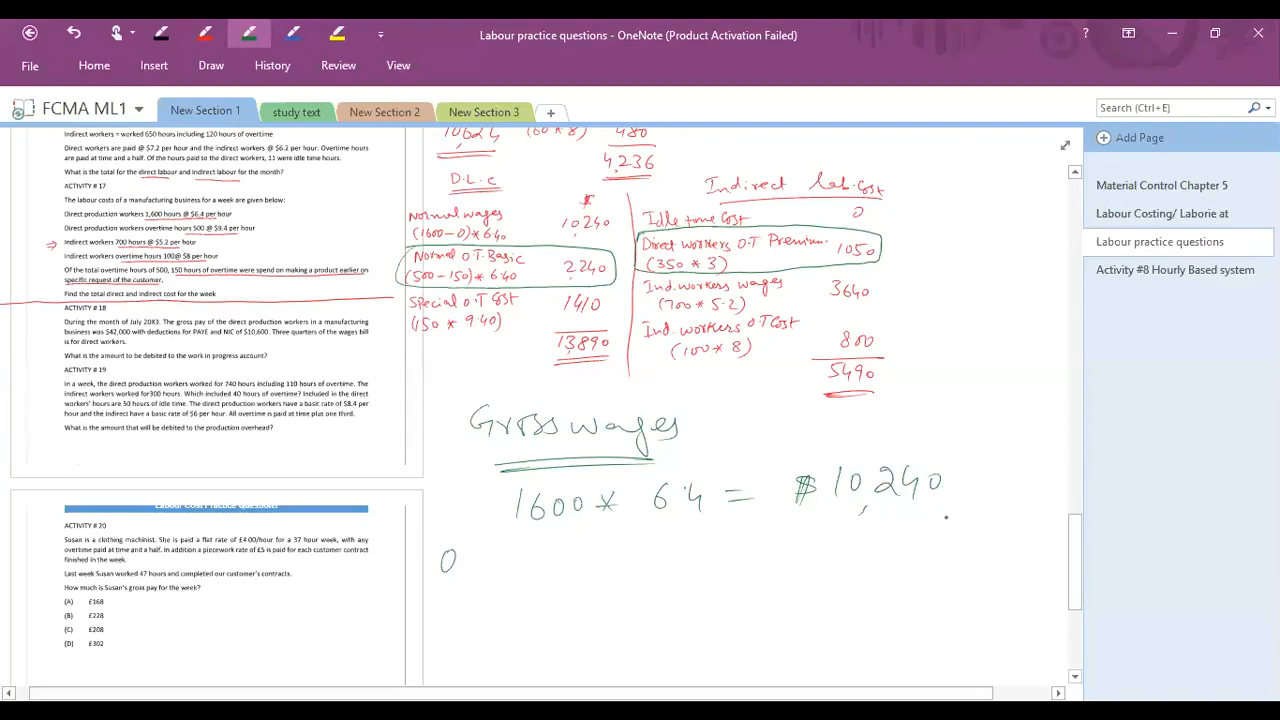 Labour practice questions - OneNote (Product Activation Failed)
File Home Insert Draw History Review View
FCMA ML1
New Section 1 study text New Section 2 New Section 3
Search (Ctrl+E)
Add Page
Material Control Chapter 5
Labour Costing/ Laborie at
Labour practice questions
Activity #8 Hourly Based system
Indirect workers = worked 650 hours including 120 hours of overtime
Direct workers are paid @ $7.2 per hour and the indirect workers @ $6.2 per hour. Overtime hours
are paid at time and a half. Of the hours paid to the direct workers, 11 were idle time hours.
What is the total for the direct labaur and Indirect labour for the month?
ACTIVITY # 17
The labour costs of a manufacturing business for a week are given below:
Direct production workers 1,600 hours @ $6.4 per hour
Direct production workers overtime hours 500 @ $9.4 per hour
Indirect workers 700 hours @ $5.2 per hour
Indirect workers overtime hours 100@ $8 per hour
Of the total overtime hours of 500, 150 hours of overtime were spend on making a product earlier on
specific request of the customer.
Find the total direct and indirect cost for the week
ACTIVITY # 18
During the month of July 20X3. The gross pay of the direct production workers in a manufacturing
business was $42,000 with deductions for PAYE and NIC of $10,600. Three quarters of the wages bill
is for direct workers.
What is the amount to be debited to the work in progress account?
ACTIVITY # 19
In a week, the direct production workers worked for 740 hours including 110 hours of overtime. The
indirect workers worked for300 hours. Which included 40 hours of overtime? Included in the direct
workers' hours are 50 hours of idle time. The direct production workers have a basic rate of $8.4 per
hour and the indirect have a basic rate of $6 per hour. All overtime is paid at time plus one third.
What is the amount that will be debited to the production overhead?
Labour Cost Practice Questions
ACTIVITY # 20
Susan is a clothing machinist. She is paid a flat rate of £4.00/hour for a 37 hour week, with any
overtime paid at time and a half. In addition a piecework rate of £5 is paid for each customer contract
finished in the week.
Last week Susan worked 47 hours and completed our customer's contracts.
How much is Susan's gross pay for the week?
(A) £168
(B) £228
(C) £208
(D) £302
10,624 (60*8) 480
4,236
D.L.C
$
Normal wages 10240
(1600-0)*6.40
Normal O.T. Basic 2240
(500-150)*6.40
Special O.T Cost 1410
(150 * 9.40)
13,890
Indirect lab. Cost
Idle time Cost 0
Direct workers O.T Premium. 1050
(350 * 3)
Ind. workers wages 3640
(700 * 5.2)
Ind. workers O.T Cost 800
(100 * 8)
5490
Gross wages
1600 * 6.4 = $10,240
0